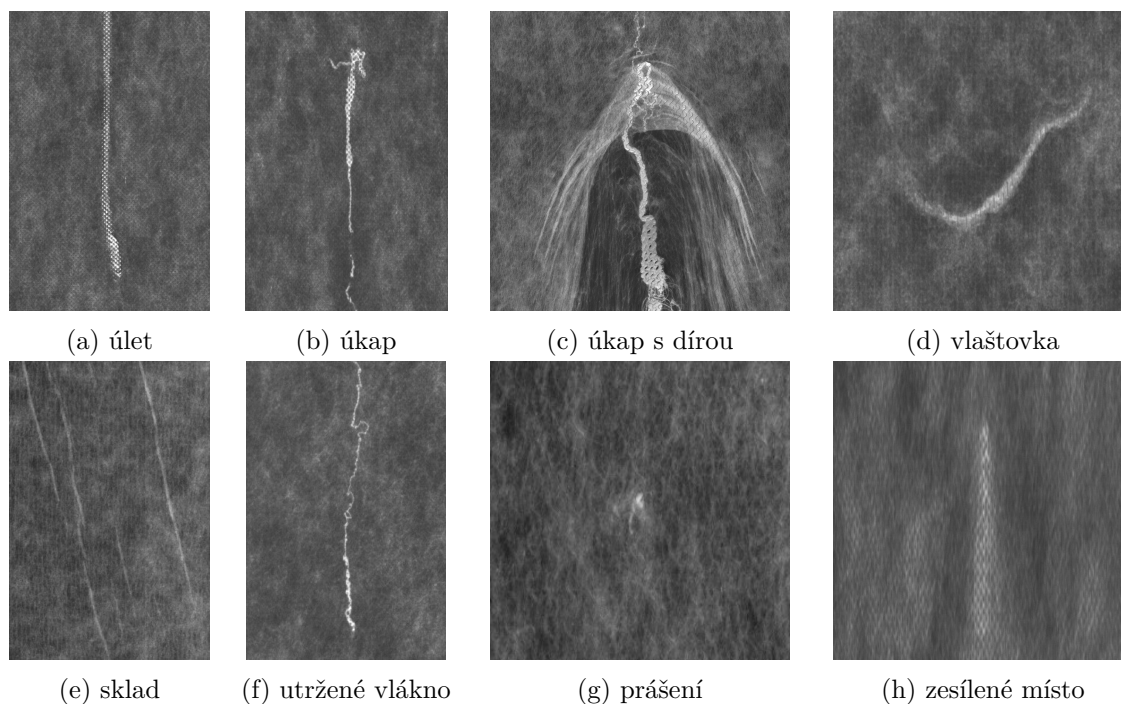 (a) úlet
(b) úkap
(c) úkap s dírou
(d) vlaštovka
(e) sklad
(f) utržené vlákno
(g) prášení
(h) zesílené místo